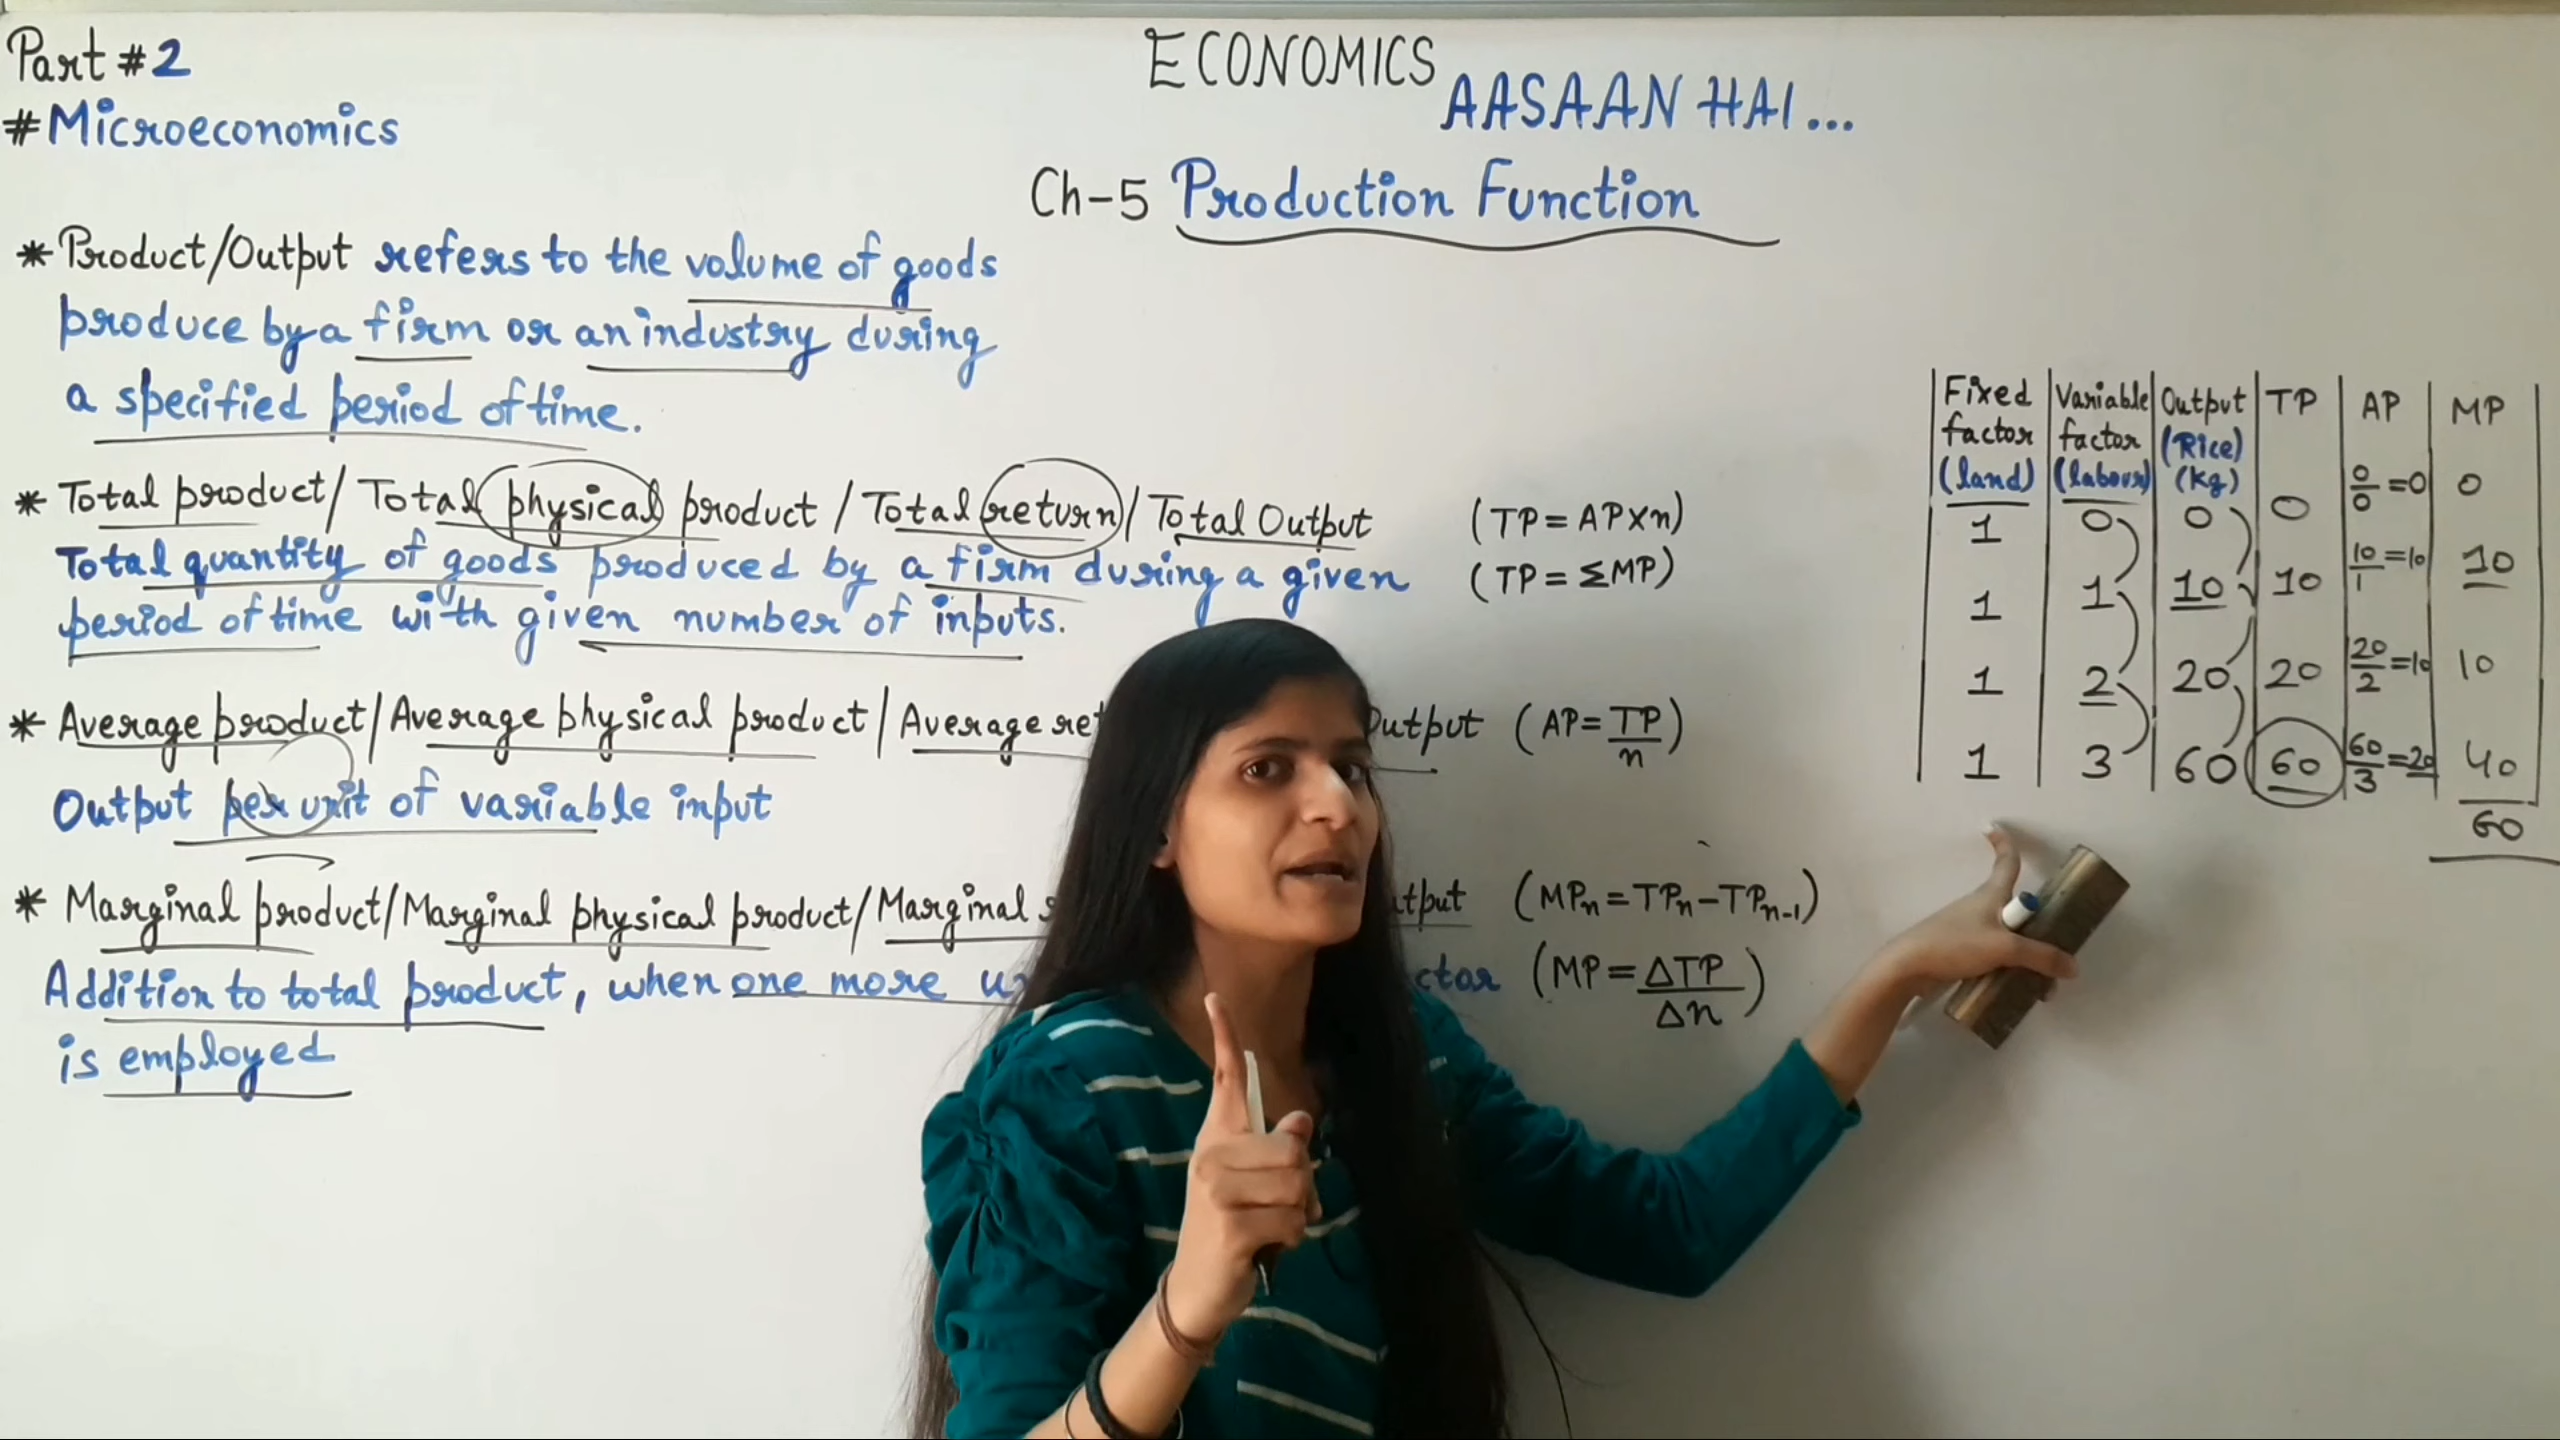 Part #2
#Microeconomics
ECONOMICS
AASAAN HAI...
Ch-5 Production Function
* Product/Output refers to the volume of goods
produce by a firm or an industry during
a specified period of time.
* Total product/ Total physical product / Total return/ Total Output (TP = AP×n)
Total quantity of goods produced by a firm during a given (TP = ΣMP)
period of time with given number of inputs.
* Average product/Average physical product/Average Output (AP = TP/n)
Output per unit of variable input
* Marginal product/Marginal physical product/Marginal (MPn = TPn - TPn-1)
Addition to total product, when one more (MP = ΔTP/Δn)
is employed
Fixed factor (land) | Variable factor (labour) | Output (Rice) (kg) | TP | AP | MP
1 | 0 | 0 | 0 | 0/0 = 0 | 0
1 | 1 | 10 | 10 | 10/1 = 10 | 10
1 | 2 | 20 | 20 | 20/2 = 10 | 10
1 | 3 | 60 | 60 | 60/3 = 20 | 40
60